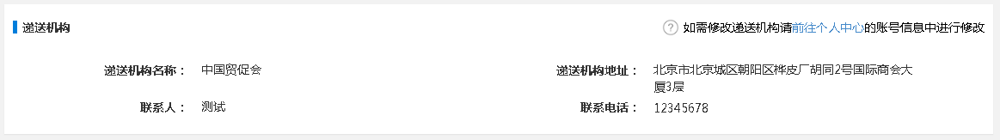 递送机构
如需修改递送机构请前往个人中心的账号信息中进行修改
递送机构名称： 中国贸促会
递送机构地址： 北京市北京城区朝阳区桦皮厂胡同2号国际商会大
厦3层
联系人： 测试
联系电话： 12345678